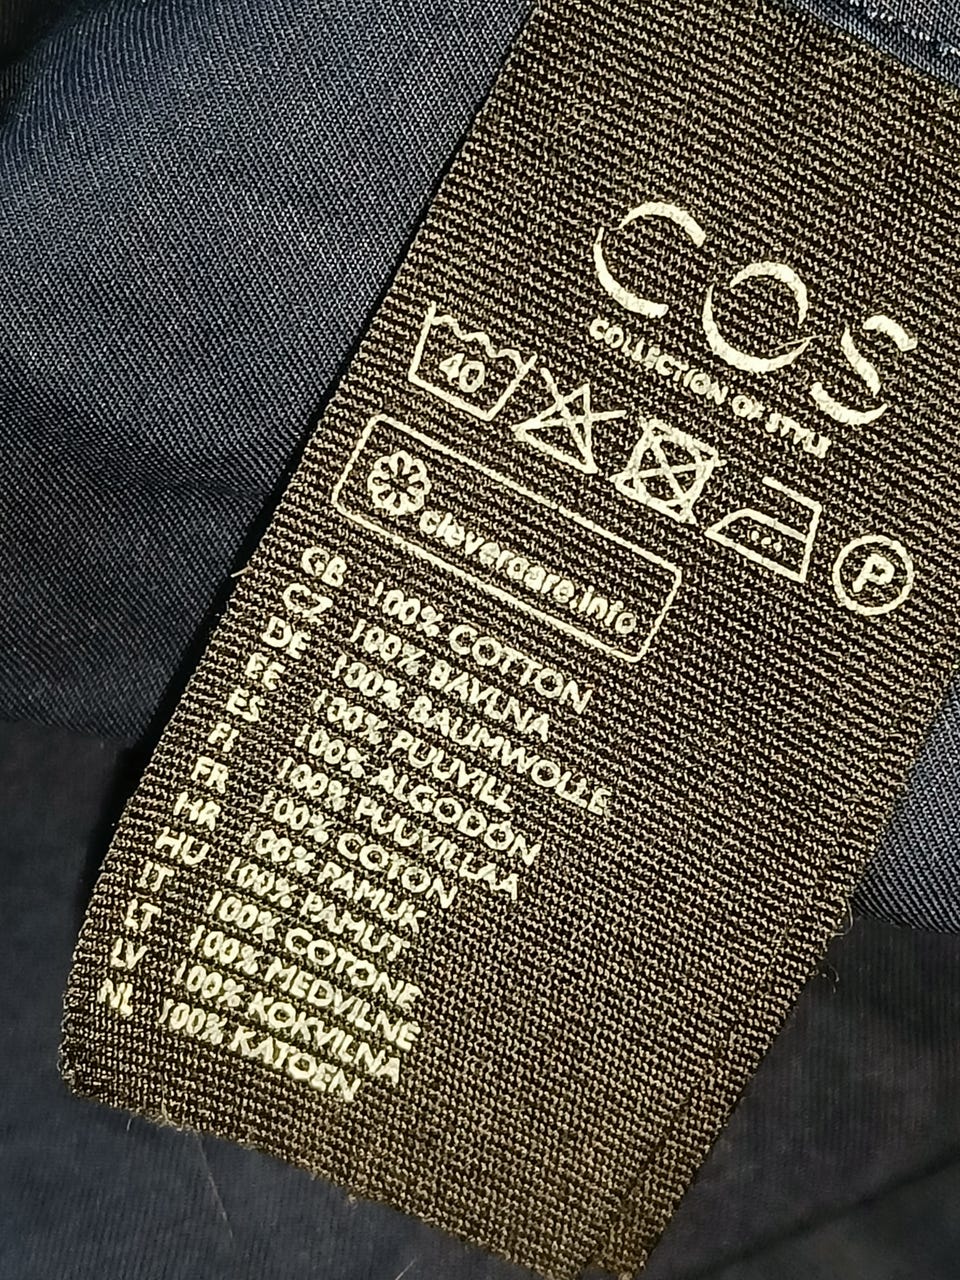 COS
COLLECTION OF STYLE
40
P
clevercare.info
GB 100% COTTON
CZ 100% BAVLNA
DE 100% BAUMWOLLE
EE 100% PUUVILL
ES 100% ALGODÓN
FI 100% PUUVILLAA
FR 100% COTON
HR 100% PAMUK
HU 100% PAMUT
IT 100% COTONE
LT 100% MEDVILNĖ
LV 100% KOKVILNA
NL 100% KATOEN